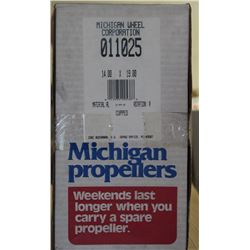 MICHIGAN WHEEL
CORPORATION
011025
14.00 X 19.00
MATERIAL AL ROTATION R
CUPPED
Michigan
propellers
Weekends last
longer when you
carry a spare
propeller.